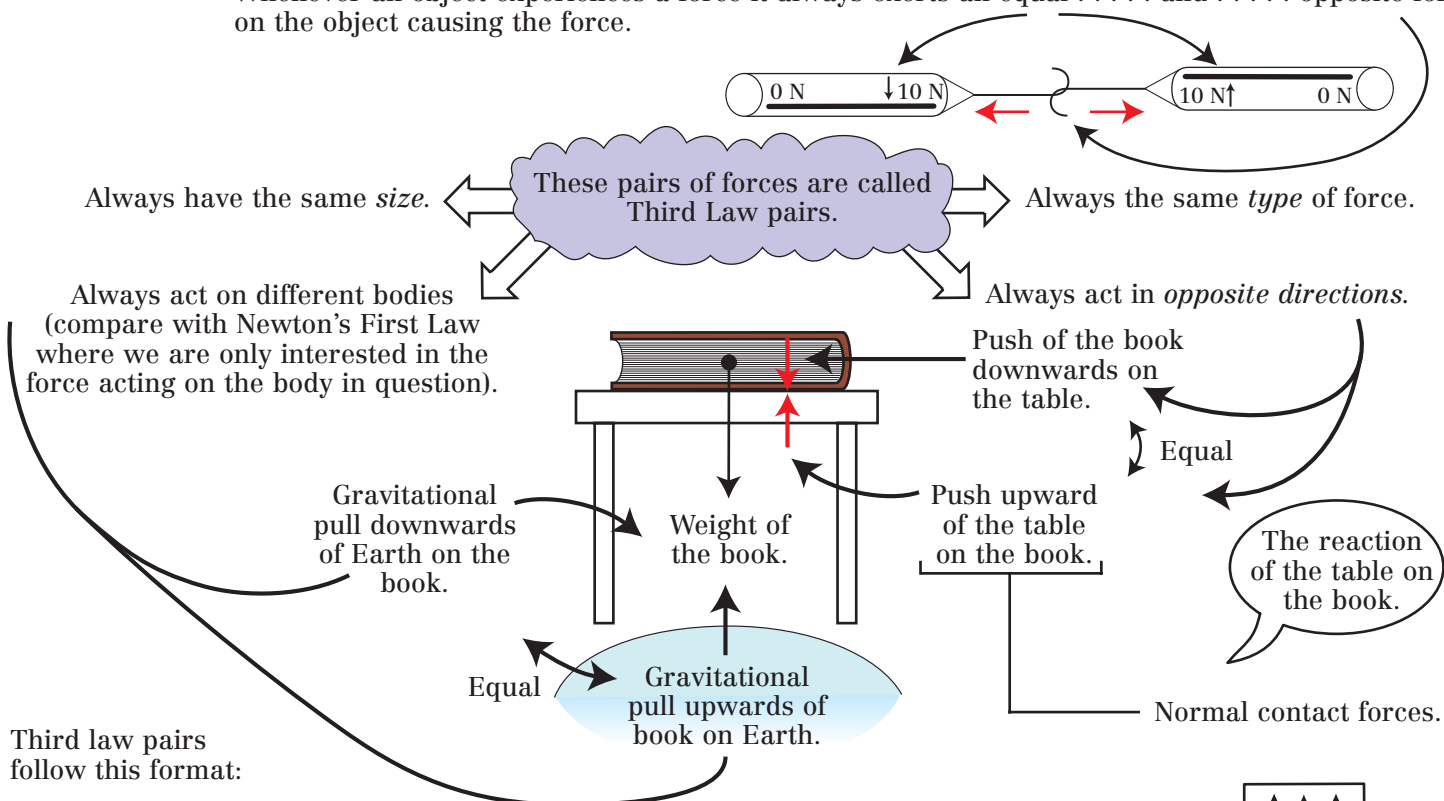 on the object causing the force.
0 N
10 N
10 N
0 N
These pairs of forces are called
Third Law pairs.
Always have the same size.
Always the same type of force.
Always act on different bodies
(compare with Newton's First Law
where we are only interested in the
force acting on the body in question).
Always act in opposite directions.
Push of the book
downwards on
the table.
Equal
Gravitational
pull downwards
of Earth on the
book.
Weight of
the book.
Push upward
of the table
on the book.
The reaction
of the table on
the book.
Equal
Gravitational
pull upwards of
book on Earth.
Normal contact forces.
Third law pairs
follow this format: